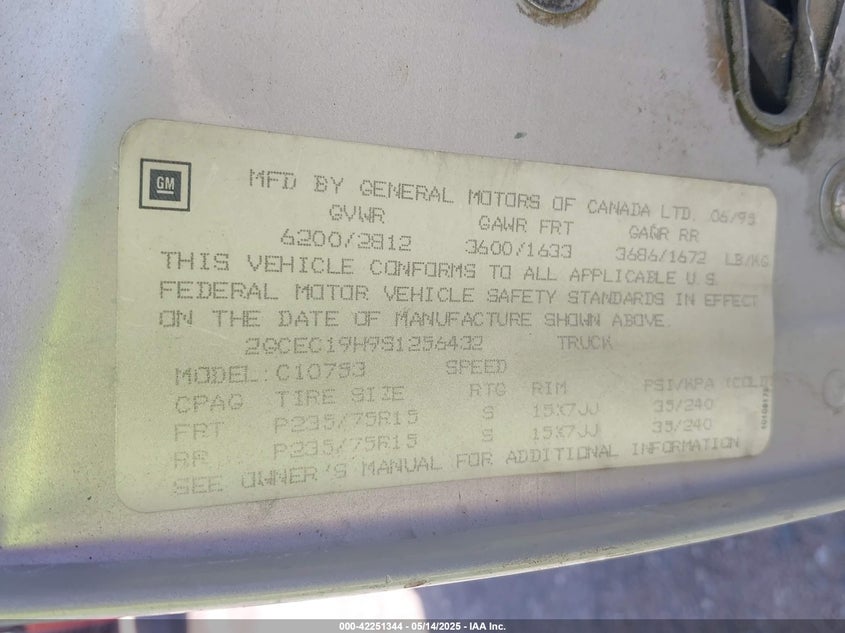 GM
MFD BY GENERAL MOTORS OF CANADA LTD. 06/95
GVWR GAWR FRT GAWR RR
6200/2812 3600/1633 3686/1672 LB/KG
THIS VEHICLE CONFORMS TO ALL APPLICABLE U.S.
FEDERAL MOTOR VEHICLE SAFETY STANDARDS IN EFFECT
ON THE DATE OF MANUFACTURE SHOWN ABOVE.
2GCEC19H9S1256432 TRUCK
MODEL: C10753 SPEED
CPAG TIRE SIZE RTG RIM PSI/KPA (COLD)
FRT P235/75R15 S 15X7JJ 35/240
RR P235/75R15 S 15X7JJ 35/240
SEE OWNER'S MANUAL FOR ADDITIONAL INFORMATION
000-42251344 | 05/14/2025 | IAA Inc.